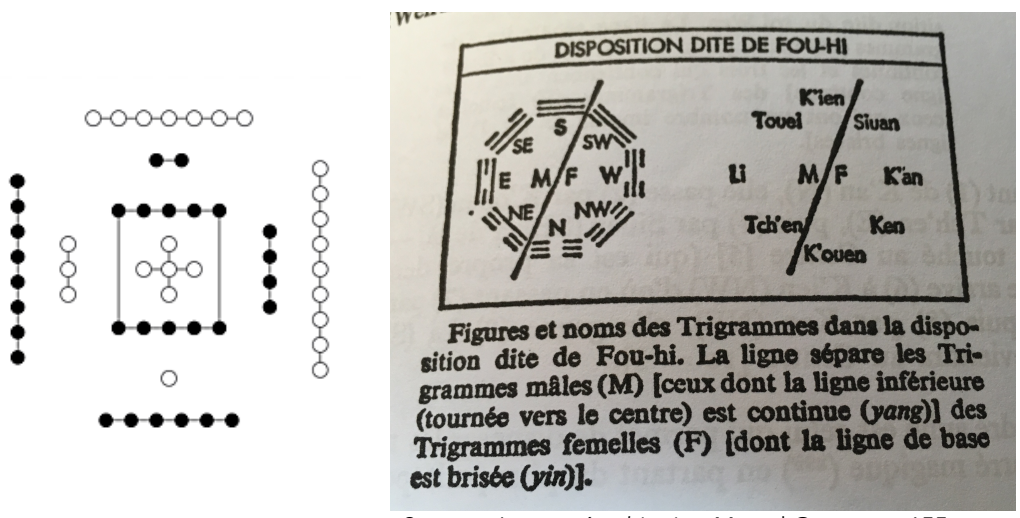 DISPOSITION DITE DE FOU-HI
S
SE
SW
E
M
F
W
NE
NW
N
K'ien
Touei
Siuan
Li
M
F
K'an
Tch'en
Ken
K'ouen
Figures et noms des Trigrammes dans la dispo-
sition dite de Fou-hi. La ligne sépare les Tri-
grammes mâles (M) [ceux dont la ligne inférieure
(tournée vers le centre) est continue (yang)] des
Trigrammes femelles (F) [dont la ligne de base
est brisée (yin)].